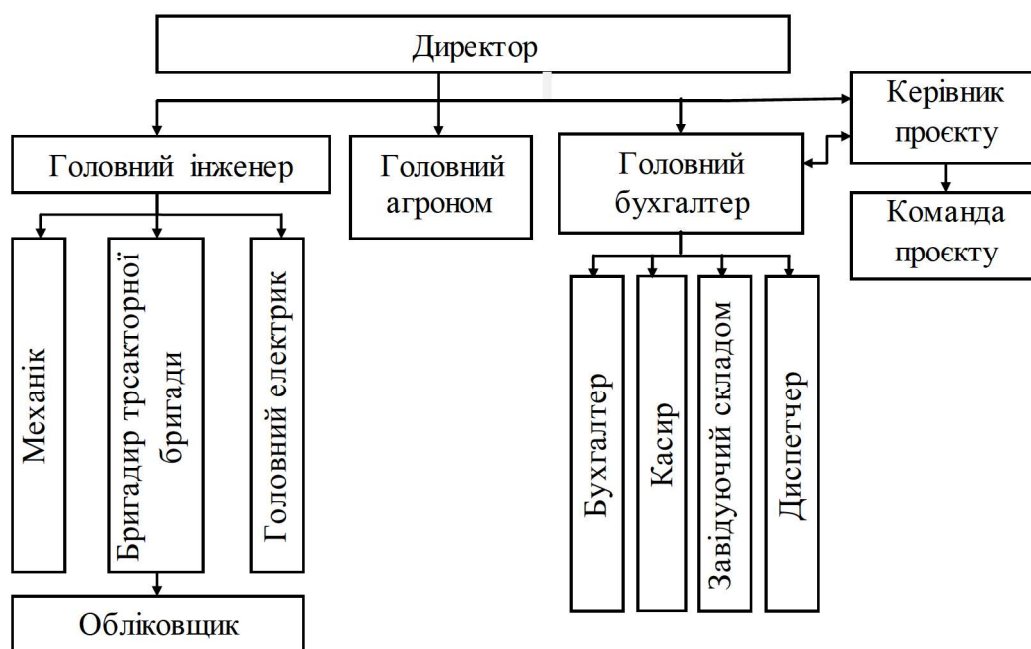 Директор
Керівник
проєкту
Головний інженер
Головний
агроном
Головний
бухгалтер
Команда
проєкту
Механік
Бригадир трсакторної
бригади
Головний електрик
Бухгалтер
Касир
Завідуючий складом
Диспетчер
Обліковщик